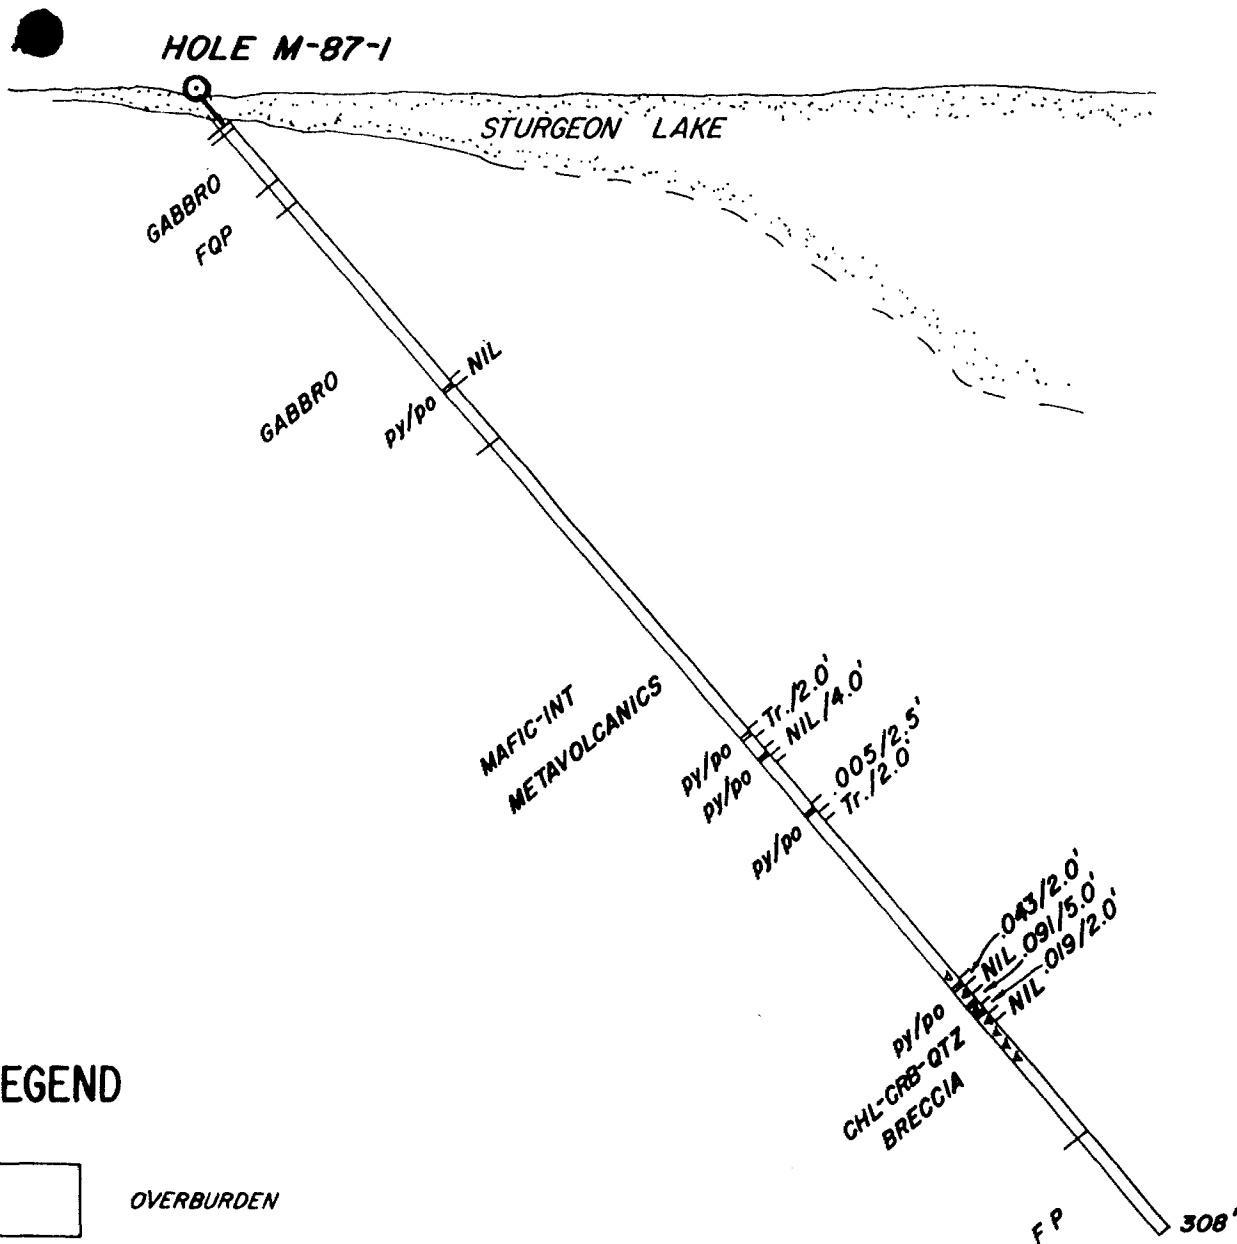 HOLE M-87-1
STURGEON LAKE
GABBRO
FQP
NIL
GABBRO
py/po
MAFIC-INT
METAVOLCANICS
Tr./2.0'
NIL/4.0'
py/po
py/po
.005/2.5'
Tr./2.0'
py/po
.043/2.0'
NIL
.091/5.0'
.019/2.0'
NIL
py/po
CHL-CRB-QTZ
BRECCIA
EGEND
OVERBURDEN
FP
308'